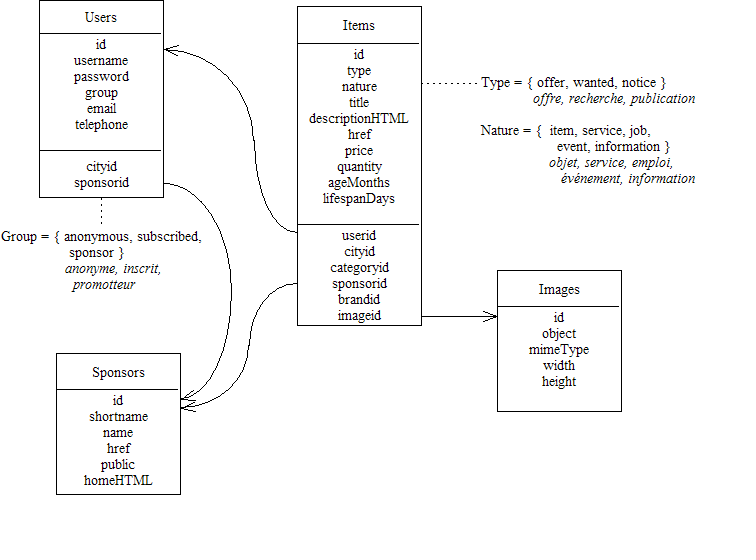 Users
id
username
password
group
email
telephone
cityid
sponsorid
Group = { anonymous, subscribed,
sponsor }
anonyme, inscrit,
promotteur
Items
id
type
nature
title
descriptionHTML
href
price
quantity
ageMonths
lifespanDays
userid
cityid
categoryid
sponsorid
brandid
imageid
Type = { offer, wanted, notice }
offre, recherche, publication
Nature = { item, service, job,
event, information }
objet, service, emploi,
événement, information
Sponsors
id
shortname
name
href
public
homeHTML
Images
id
object
mimeType
width
height